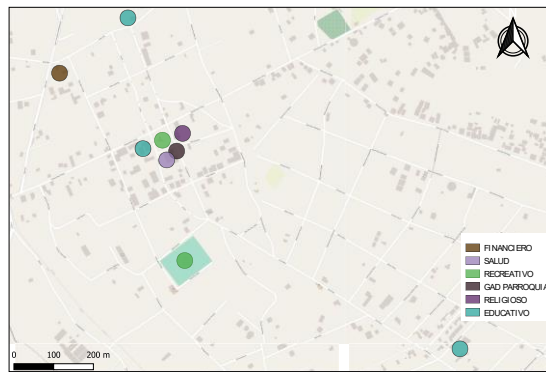 FINANCIERO
SALUD
RECREATIVO
GAD PARROQUIA
RELIGIOSO
EDUCATIVO
0 100 200 m